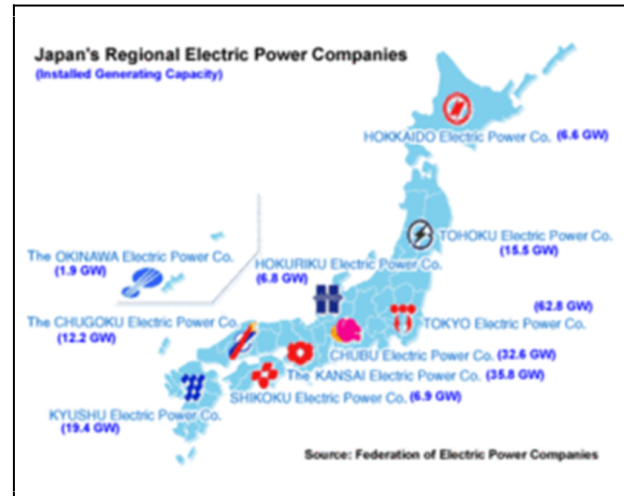 Japan's Regional Electric Power Companies
(Installed Generating Capacity)
HOKKAIDO Electric Power Co. (6.6 GW)
TOHOKU Electric Power Co.
(15.5 GW)
The OKINAWA Electric Power Co.
(1.9 GW)
HOKURIKU Electric Power Co.
(6.8 GW)
(62.8 GW)
TOKYO Electric Power Co.
The CHUGOKU Electric Power Co.
(12.2 GW)
CHUBU Electric Power Co. (32.6 GW)
The KANSAI Electric Power Co. (35.8 GW)
SHIKOKU Electric Power Co. (6.9 GW)
KYUSHU Electric Power Co.
(19.4 GW)
Source: Federation of Electric Power Companies